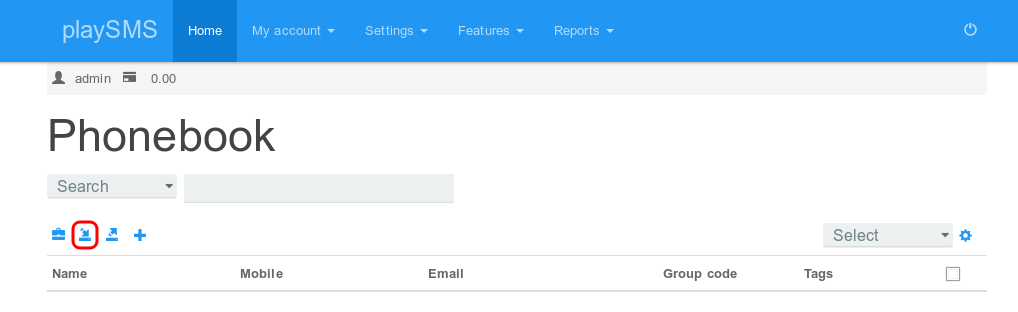 playSMS Home My account Settings Features Reports
admin 0.00
Phonebook
Search
Select
Name Mobile Email Group code Tags